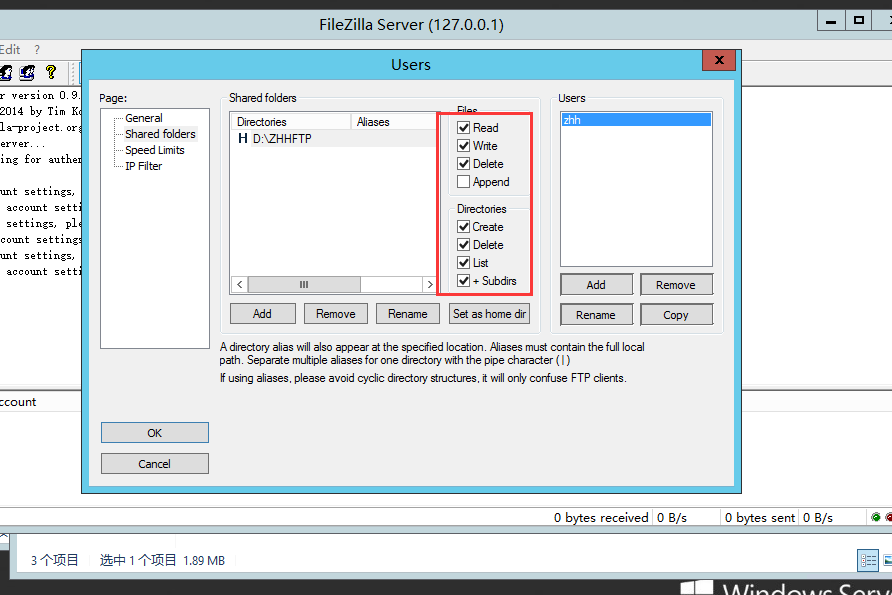 FileZilla Server (127.0.0.1)
Edit ?
Users
r version 0.9.
2014 by Tim Ko
la-project.org
erver...
ing for authen
unt settings,
account setti
settings, ple
count settings
unt settings,
account setti
Page:
General
Shared folders
Speed Limits
IP Filter
Shared folders
Directories Aliases
H D:\ZHHFTP
Files
Read
Write
Delete
Append
Directories
Create
Delete
List
+ Subdirs
Add Remove Rename Set as home dir
Users
zhh
Add Remove
Rename Copy
A directory alias will also appear at the specified location. Aliases must contain the full local
path. Separate multiple aliases for one directory with the pipe character ( | )
If using aliases, please avoid cyclic directory structures, it will only confuse FTP clients.
OK
Cancel
ccount
0 bytes received 0 B/s 0 bytes sent 0 B/s
3 个项目 选中 1 个项目 1.89 MB
Windows Serv